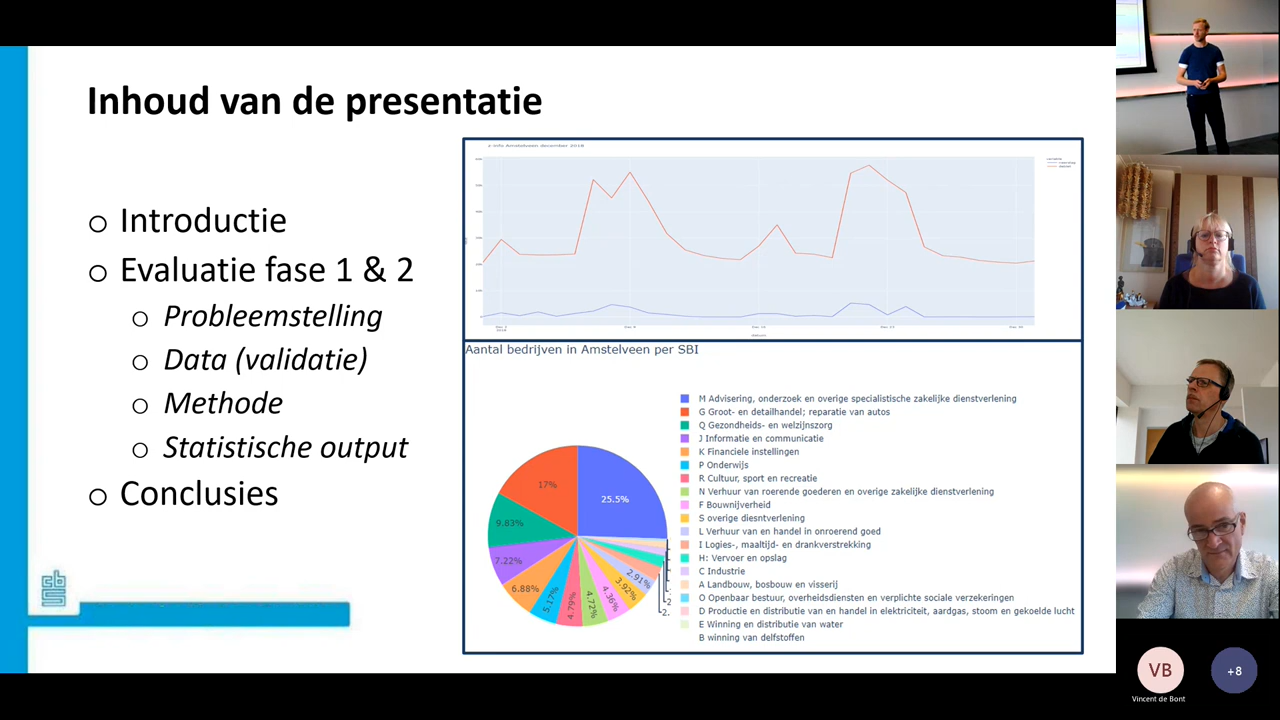 Inhoud van de presentatie
o Introductie
o Evaluatie fase 1 & 2
o Probleemstelling
o Data (validatie)
o Methode
o Statistische output
o Conclusies
cbs
z-info Amstelveen december 2018
Aantal bedrijven in Amstelveen per SBI
17%
25.5%
9.83%
7.22%
6.88%
5.17%
4.79%
4.72%
4.36%
3.92%
2.91%
M Advisering, onderzoek en overige specialistische zakelijke dienstverlening
G Groot- en detailhandel; reparatie van autos
Q Gezondheids- en welzijnszorg
J Informatie en communicatie
K Financiele instellingen
P Onderwijs
R Cultuur, sport en recreatie
N Verhuur van roerende goederen en overige zakelijke dienstverlening
F Bouwnijverheid
S overige diesntverlening
L Verhuur van en handel in onroerend goed
I Logies-, maaltijd- en drankverstrekking
H: Vervoer en opslag
C Industrie
A Landbouw, bosbouw en visserij
O Openbaar bestuur, overheidsdiensten en verplichte sociale verzekeringen
D Productie en distributie van en handel in elektriciteit, aardgas, stoom en gekoelde lucht
E Winning en distributie van water
B winning van delfstoffen
VB
Vincent de Bont
+8